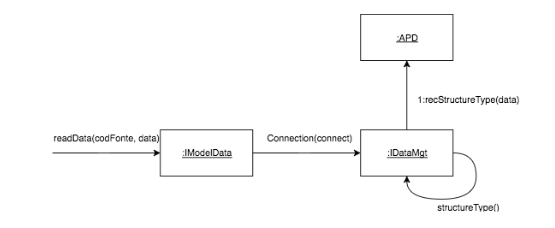 :APD
1:recStructureType(data)
readData(codFonte, data)
Connection(connect)
:IModelData
:IDataMgt
structureType()